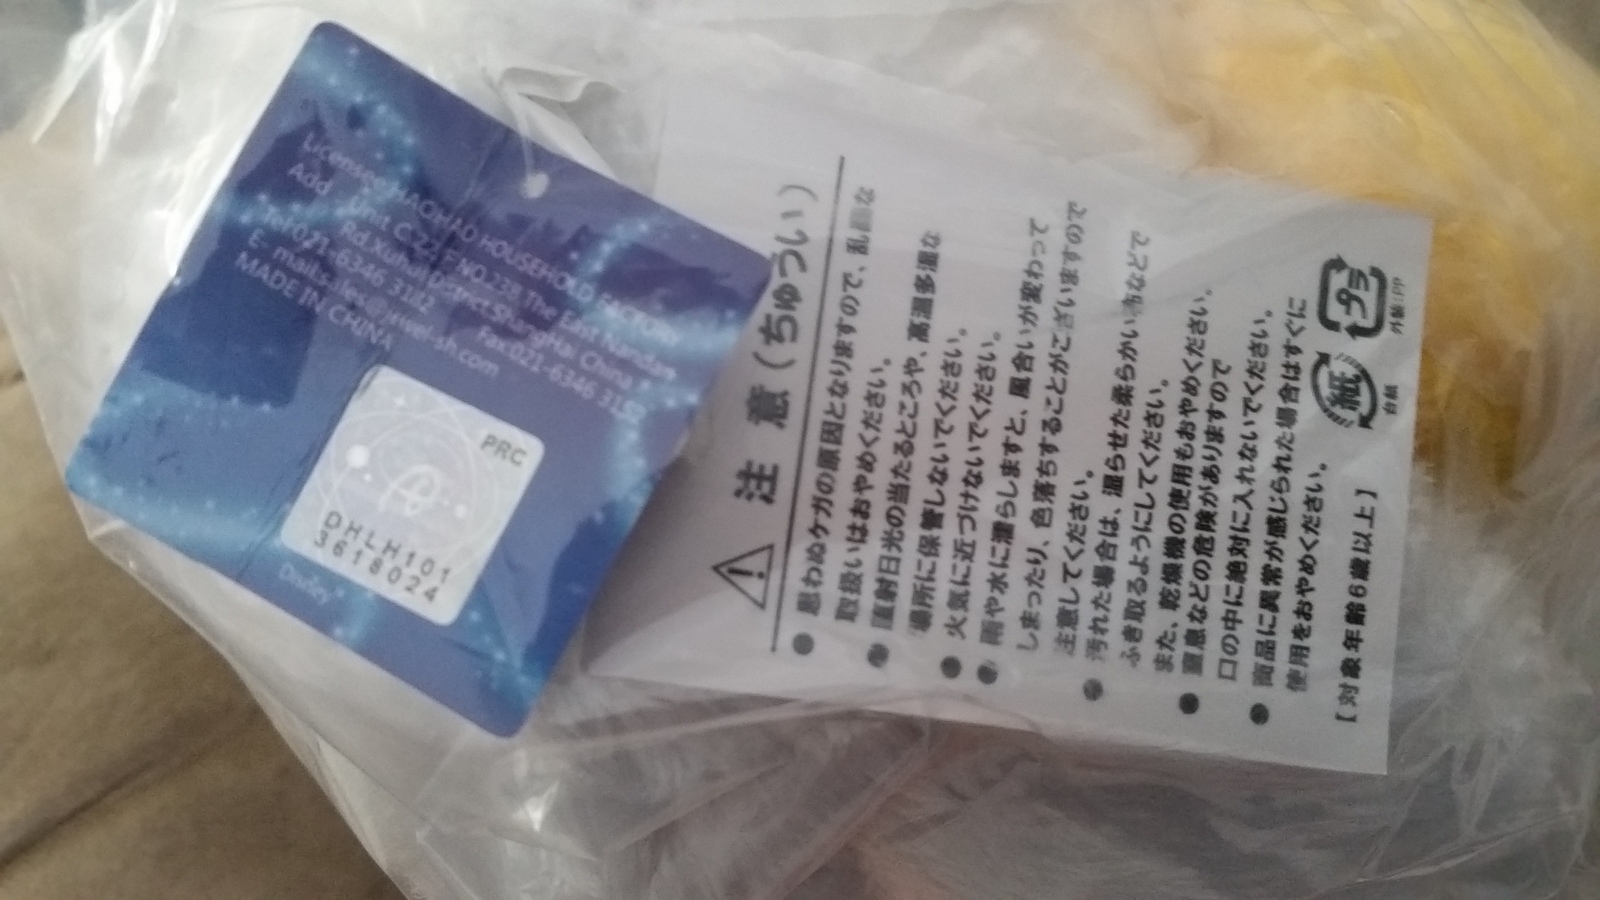 Licensee:HAOHAO HOUSEHOLD FACTORY
Add Unit C 22/F NO.238 The East Nandan
Rd.Xuhui District ShangHai China
Tel:021-6346 3182 Fax:021-6346 3182
E-mail:sales@jhwei-sh.com
MADE IN CHINA
PRC
DHLH101
3618024
Disney
注 意（ちゅうい）
● 思わぬケガの原因となりますので、乱暴な
取扱いはおやめください。
● 直射日光の当たるところや、高温多湿な
場所に保管しないでください。
● 火気に近づけないでください。
● 雨や水に濡らしますと、風合いが変わって
しまったり、色落ちすることがございますので
注意してください。
● 汚れた場合は、湿らせた柔らかい布などで
ふき取るようにしてください。
また、乾燥機の使用もおやめください。
● 窒息などの危険がありますので
口の中に絶対に入れないでください。
● 商品に異常が感じられた場合はすぐに
使用をおやめください。
【対象年齢6歳以上】
紙
台紙
プラ
外装:PP